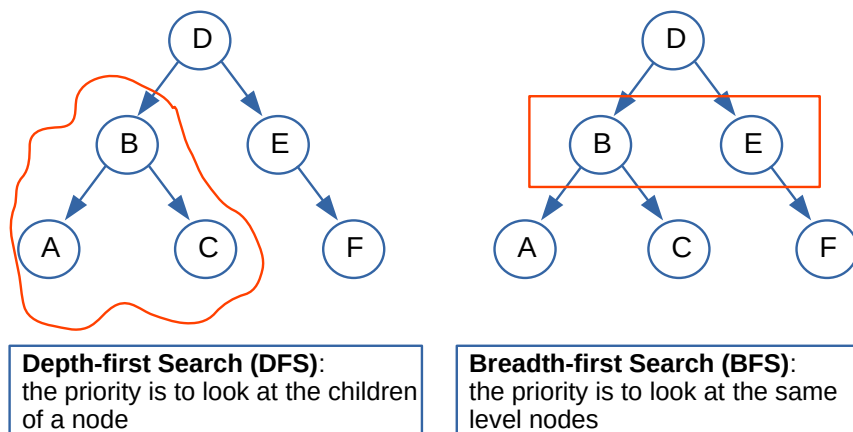 D
B
E
A
C
F
Depth-first Search (DFS):
the priority is to look at the children
of a node
D
B
E
A
C
F
Breadth-first Search (BFS):
the priority is to look at the same
level nodes